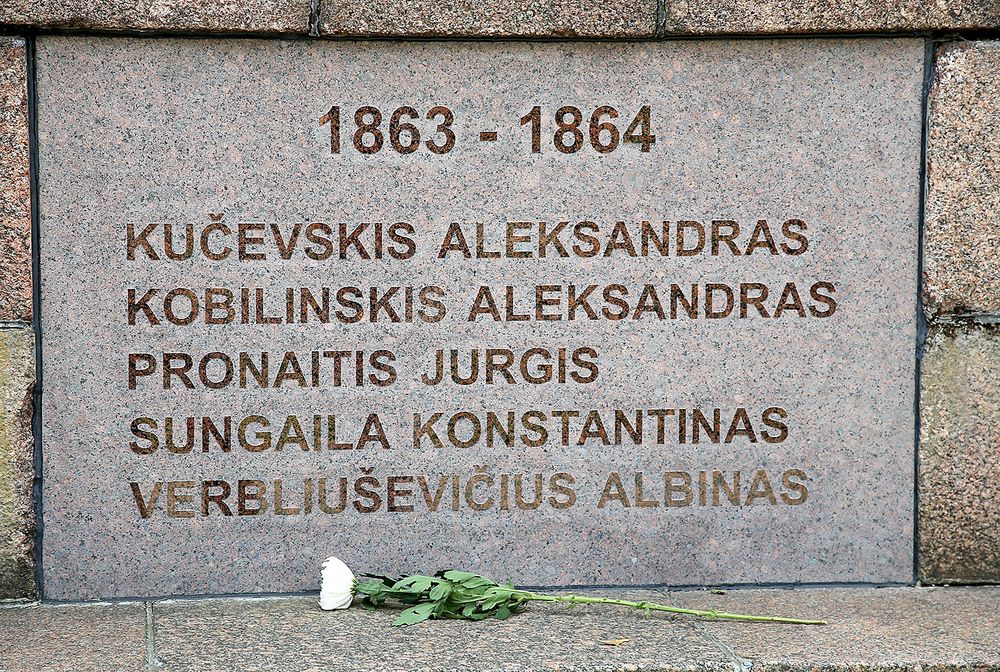 1863 - 1864
KUČEVSKIS ALEKSANDRAS
KOBILINSKIS ALEKSANDRAS
PRONAITIS JURGIS
SUNGAILA KONSTANTINAS
VERBLIUŠEVIČIUS ALBINAS